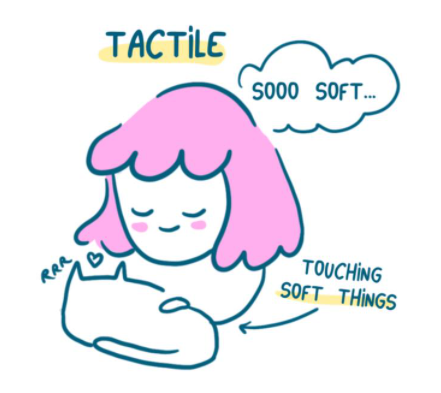 TACTILE
SOOO SOFT...
RRR
TOUCHING
SOFT THINGS